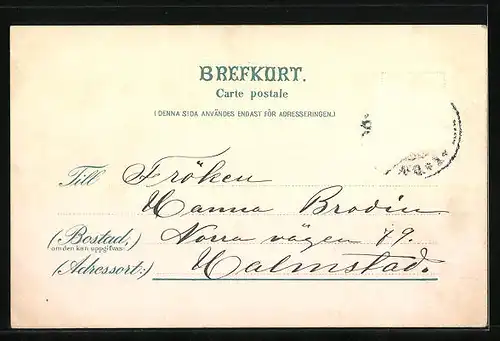 BREFKORT.
Carte postale
(DENNA SIDA ANVÄNDES ENDAST FÖR ADRESSERINGEN.)
Till Fröken
Hanna Brodin
(Bostad,) Norra vägen 79.
om den kan uppgifvas
(Adressort:) Halmstad.